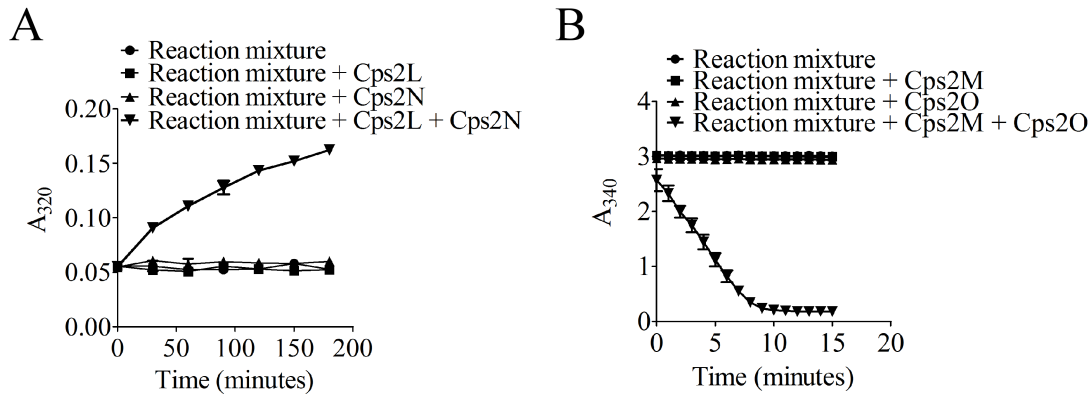 A
Reaction mixture
Reaction mixture + Cps2L
Reaction mixture + Cps2N
Reaction mixture + Cps2L + Cps2N
0.20
0.15
0.10
0.05
0.00
A320
0
50
100
150
200
Time (minutes)
B
Reaction mixture
Reaction mixture + Cps2M
Reaction mixture + Cps2O
Reaction mixture + Cps2M + Cps2O
4
3
2
1
0
A340
0
5
10
15
20
Time (minutes)